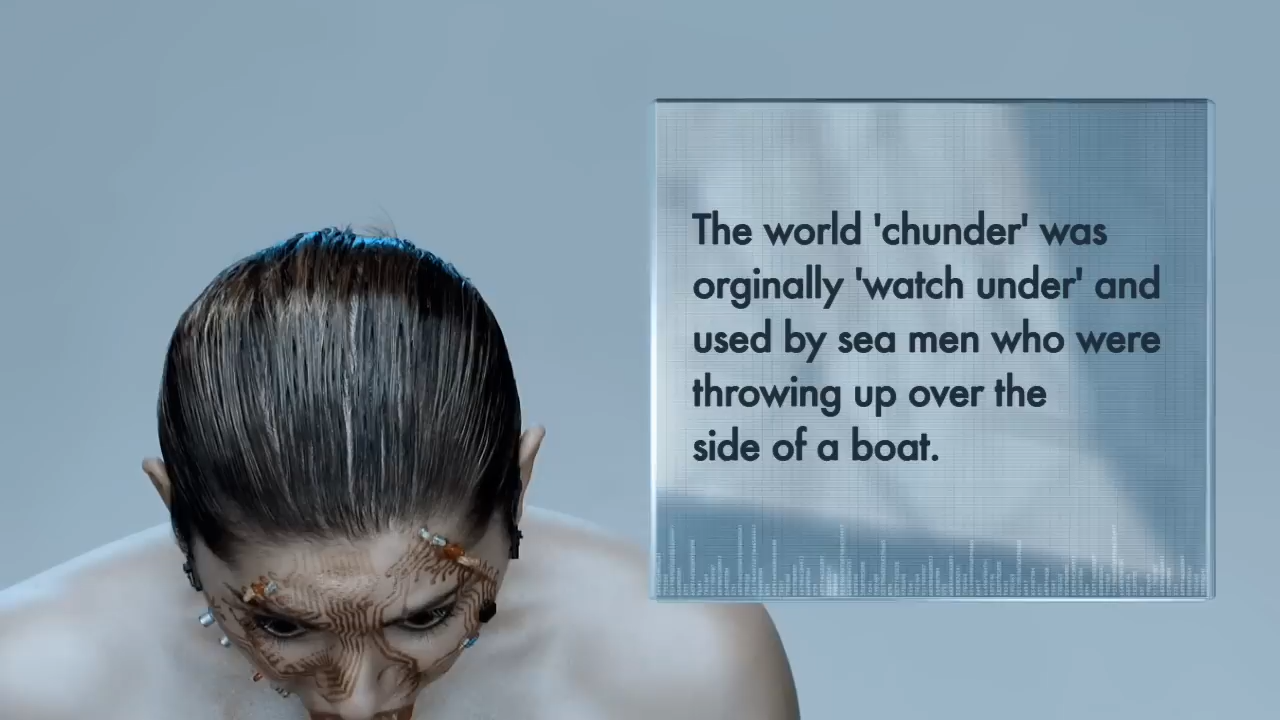 The world 'chunder' was
orginally 'watch under' and
used by sea men who were
throwing up over the
side of a boat.